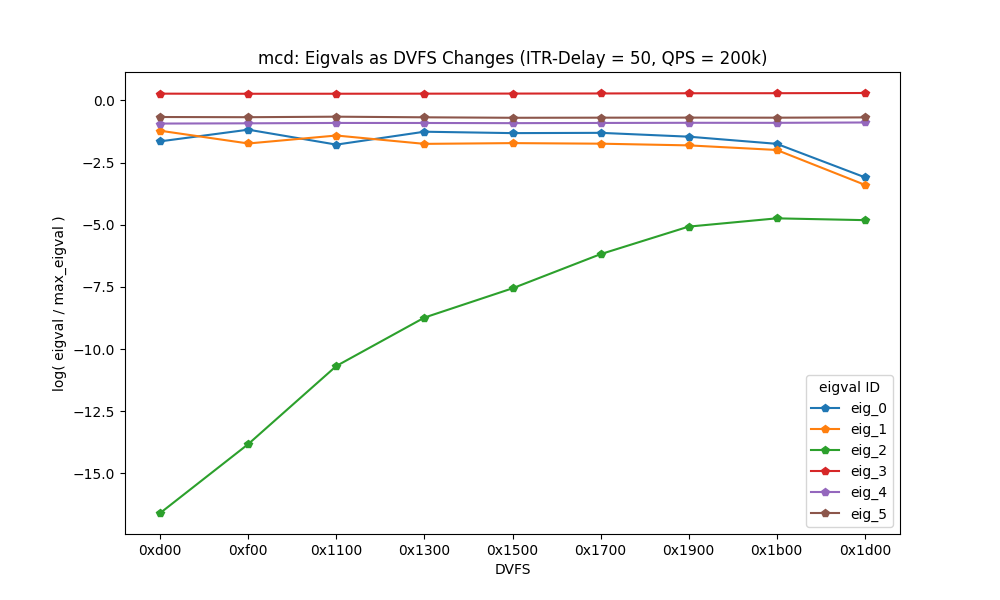 mcd: Eigvals as DVFS Changes (ITR-Delay = 50, QPS = 200k)
log( eigval / max_eigval )
0.0
−2.5
−5.0
−7.5
−10.0
−12.5
−15.0
eigval ID
eig_0
eig_1
eig_2
eig_3
eig_4
eig_5
0xd00 0xf00 0x1100 0x1300 0x1500 0x1700 0x1900 0x1b00 0x1d00
DVFS